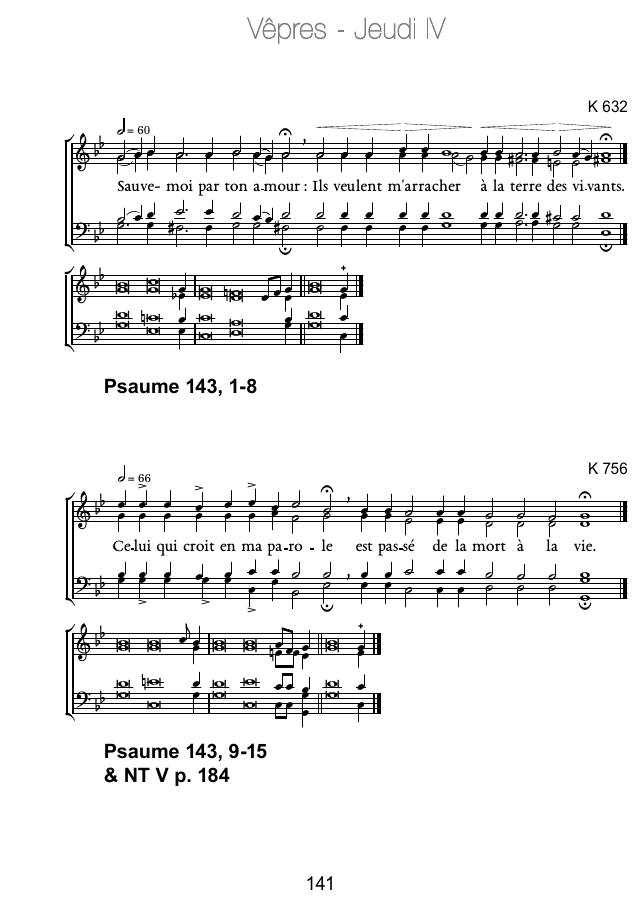 Vêpres - Jeudi IV
K 632
= 60
Sauve- moi par ton a-mour : Ils veulent m'arracher à la terre des vi-vants.
Psaume 143, 1-8
K 756
= 66
Ce-lui qui croit en ma pa-ro - le est pas-sé de la mort à la vie.
Psaume 143, 9-15
& NT V p. 184
141